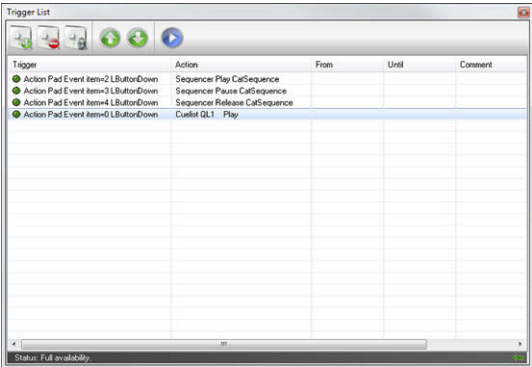 Trigger List
Trigger Action From Until Comment
Action Pad Event item=2 LButtonDown Sequencer Play CatSequence
Action Pad Event item=3 LButtonDown Sequencer Pause CatSequence
Action Pad Event item=4 LButtonDown Sequencer Release CatSequence
Action Pad Event item=0 LButtonDown Cuelist QL1 Play
Status: Full availability.